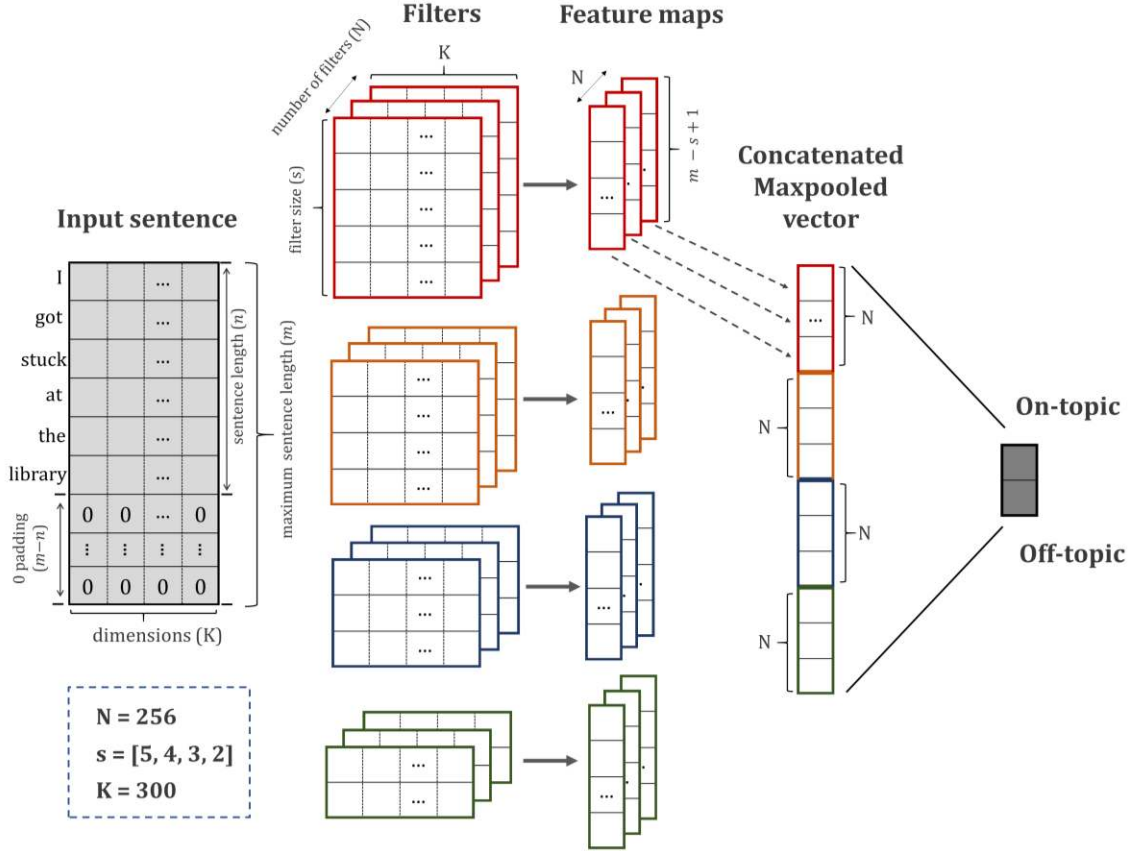 Filters
Feature maps
number of filters (N)
K
N
filter size (s)
m − s + 1
...
...
...
...
...
...
Concatenated
Maxpooled
vector
Input sentence
I ...
got ...
stuck ...
at ...
the ...
library ...
0 0 ... 0
... ... ... ...
0 0 ... 0
sentence length (n)
maximum sentence length (m)
0 padding
(m−n)
dimensions (K)
...
...
...
...
...
...
...
...
...
...
...
...
...
N
N
N
N
On-topic
Off-topic
N = 256
s = [5, 4, 3, 2]
K = 300